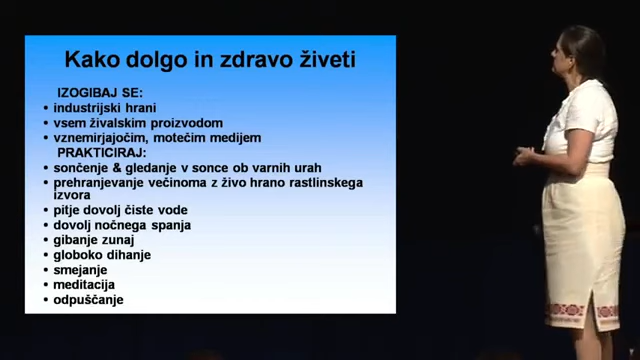 Kako dolgo in zdravo živeti
IZOGIBAJ SE:
• industrijski hrani
• vsem živalskim proizvodom
• vznemirjajočim, motečim medijem
PRAKTICIRAJ:
• sončenje & gledanje v sonce ob varnih urah
• prehranjevanje večinoma z živo hrano rastlinskega
izvora
• pitje dovolj čiste vode
• dovolj nočnega spanja
• gibanje zunaj
• globoko dihanje
• smejanje
• meditacija
• odpuščanje